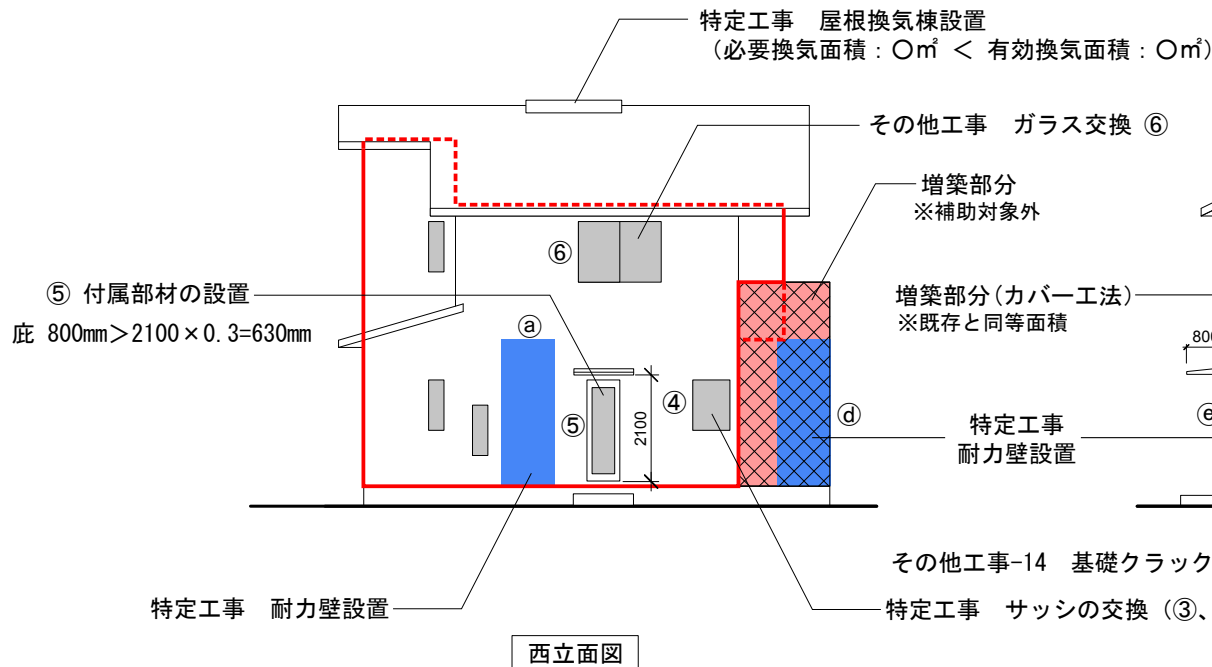 特定工事　屋根換気棟設置
（必要換気面積：〇㎡ ＜ 有効換気面積：〇㎡）
その他工事　ガラス交換 ⑥
増築部分
※補助対象外
⑥
⑤ 付属部材の設置
庇 800mm＞2100×0.3=630mm
増築部分（カバー工法）
※既存と同等面積
ⓐ
800
④
⑤
2100
ⓓ
ⓔ
特定工事
耐力壁設置
その他工事-14　基礎クラック
特定工事　耐力壁設置
特定工事　サッシの交換（③、
西立面図